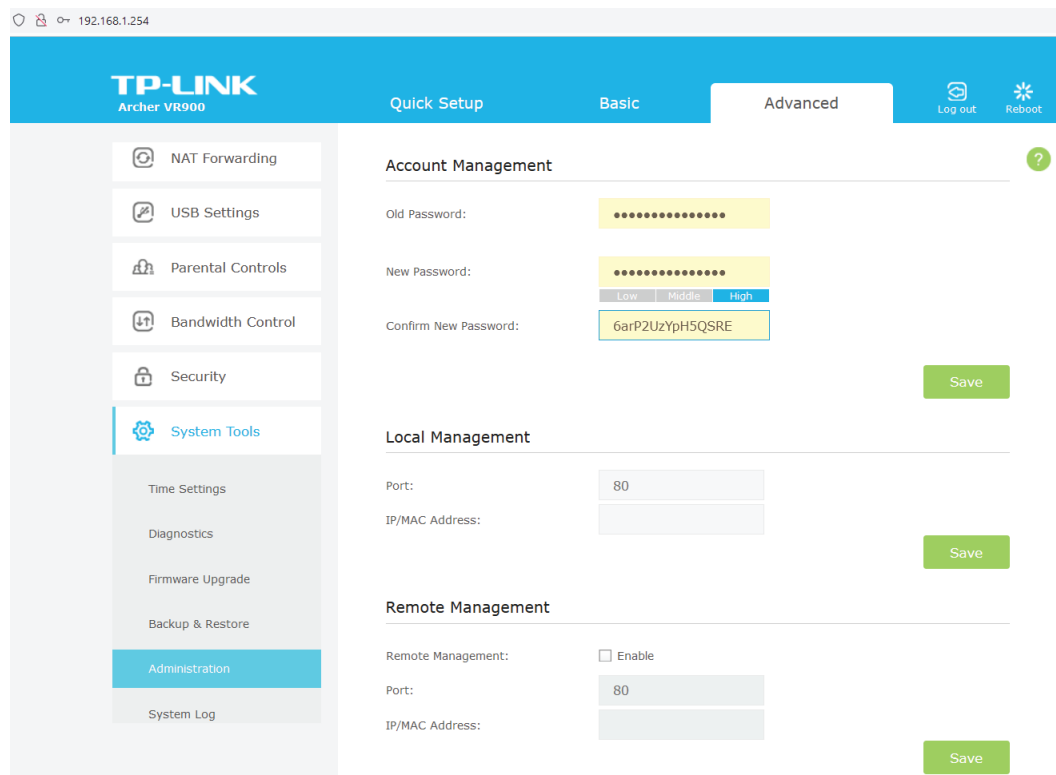 192.168.1.254
TP-LINK
Archer VR900
Quick Setup
Basic
Advanced
Log out
Reboot
NAT Forwarding
USB Settings
Parental Controls
Bandwidth Control
Security
System Tools
Time Settings
Diagnostics
Firmware Upgrade
Backup & Restore
Administration
System Log
Account Management
?
Old Password:
•••••••••••••••
New Password:
•••••••••••••••
Low Middle High
Confirm New Password: 6arP2UzYpH5QSRE
Save
Local Management
Port: 80
IP/MAC Address:
Save
Remote Management
Remote Management: Enable
Port: 80
IP/MAC Address:
Save